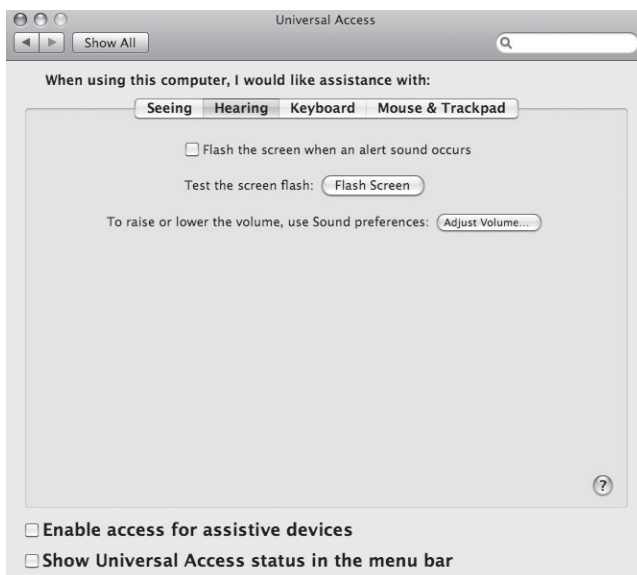 Universal Access
Show All
When using this computer, I would like assistance with:
Seeing Hearing Keyboard Mouse & Trackpad
Flash the screen when an alert sound occurs
Test the screen flash: Flash Screen
To raise or lower the volume, use Sound preferences: Adjust Volume...
?
Enable access for assistive devices
Show Universal Access status in the menu bar